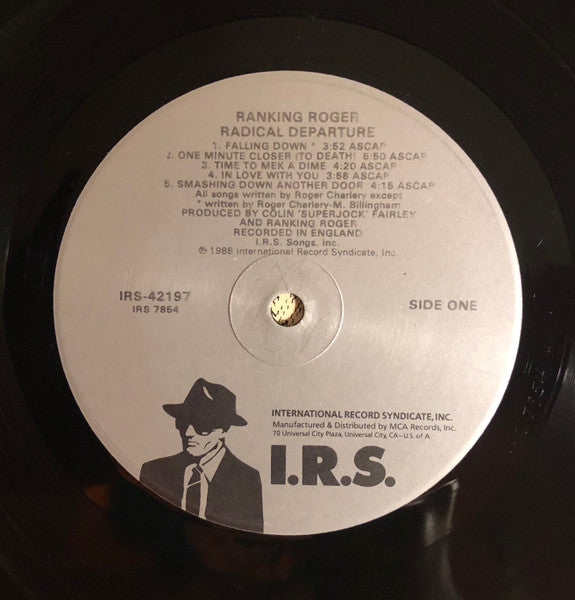 RANKING ROGER
RADICAL DEPARTURE
1. FALLING DOWN * 3:52 ASCAP
2. ONE MINUTE CLOSER (TO DEATH) 5:50 ASCAP
3. TIME TO MEK A DIME 4:20 ASCAP
4. IN LOVE WITH YOU 3:58 ASCAP
5. SMASHING DOWN ANOTHER DOOR 4:15 ASCAP
All songs written by Roger Charlery except
* written by Roger Charlery-M. Billingham
PRODUCED BY COLIN 'SUPERJOCK' FAIRLEY
AND RANKING ROGER
RECORDED IN ENGLAND
I.R.S. Songs, Inc.
℗ 1986 International Record Syndicate, Inc.
IRS-42197
IRS 7854
SIDE ONE
INTERNATIONAL RECORD SYNDICATE, INC.
Manufactured & Distributed by MCA Records, Inc.
70 Universal City Plaza, Universal City, CA–U.S. of A.
I.R.S.